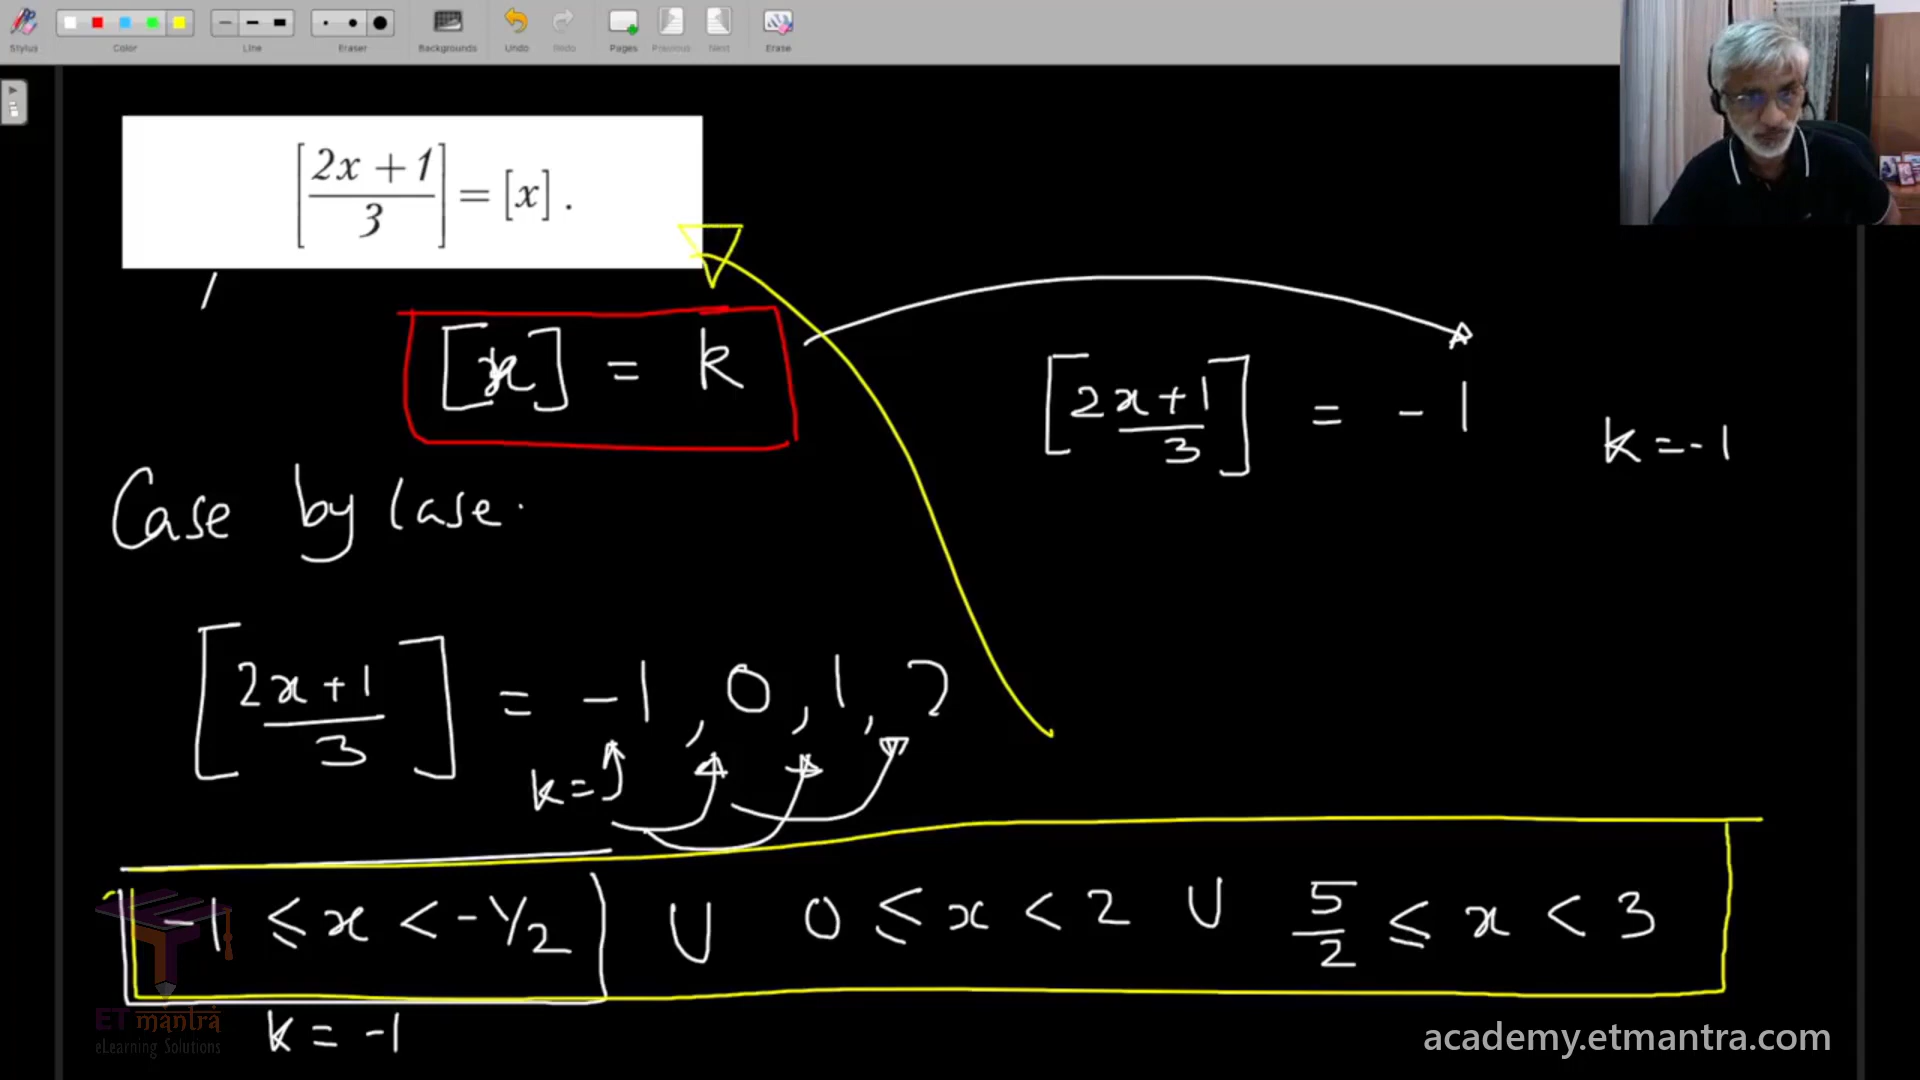 Stylus Color Line Eraser Backgrounds Undo Redo Pages Previous Next Erase
[2x + 1 / 3] = [x] .
[x] = k
[2x+1 / 3] = -1
k = -1
Case by case.
[2x+1 / 3] = -1, 0, 1, 2
k =
-1 ≤ x < -1/2 ∪ 0 ≤ x < 2 ∪ 5/2 ≤ x < 3
k = -1
ET mantra
eLearning Solutions
academy.etmantra.com